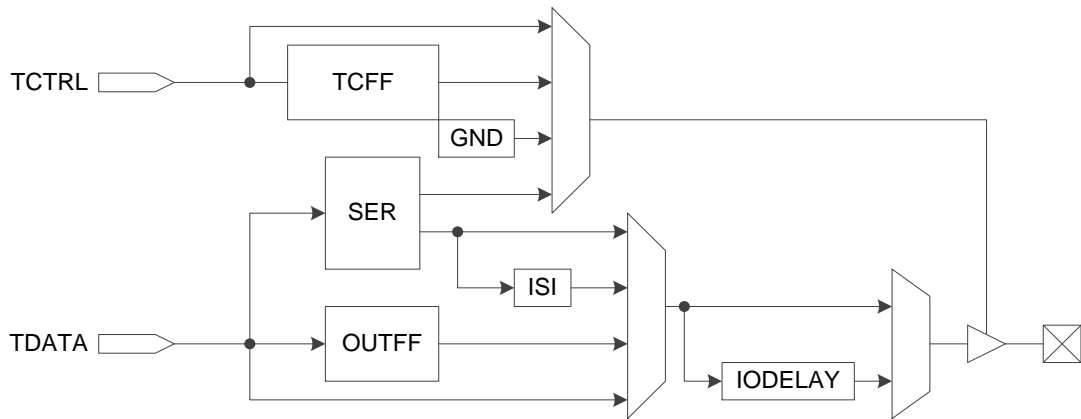 TCTRL
TCFF
GND
SER
ISI
TDATA
OUTFF
IODELAY